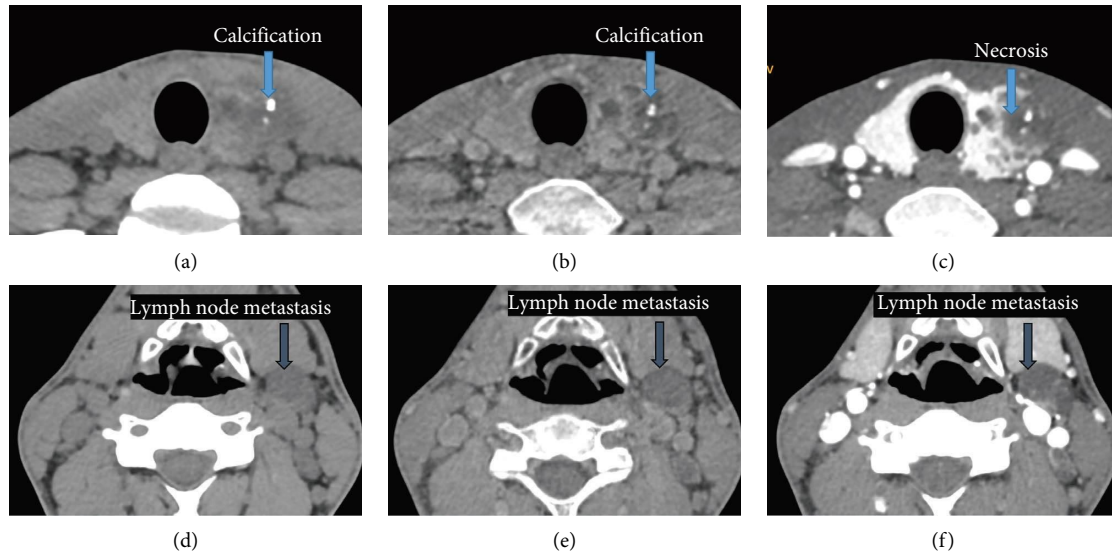 Calcification
Calcification
Necrosis
v
(a)
(b)
(c)
Lymph node metastasis
Lymph node metastasis
Lymph node metastasis
(d)
(e)
(f)